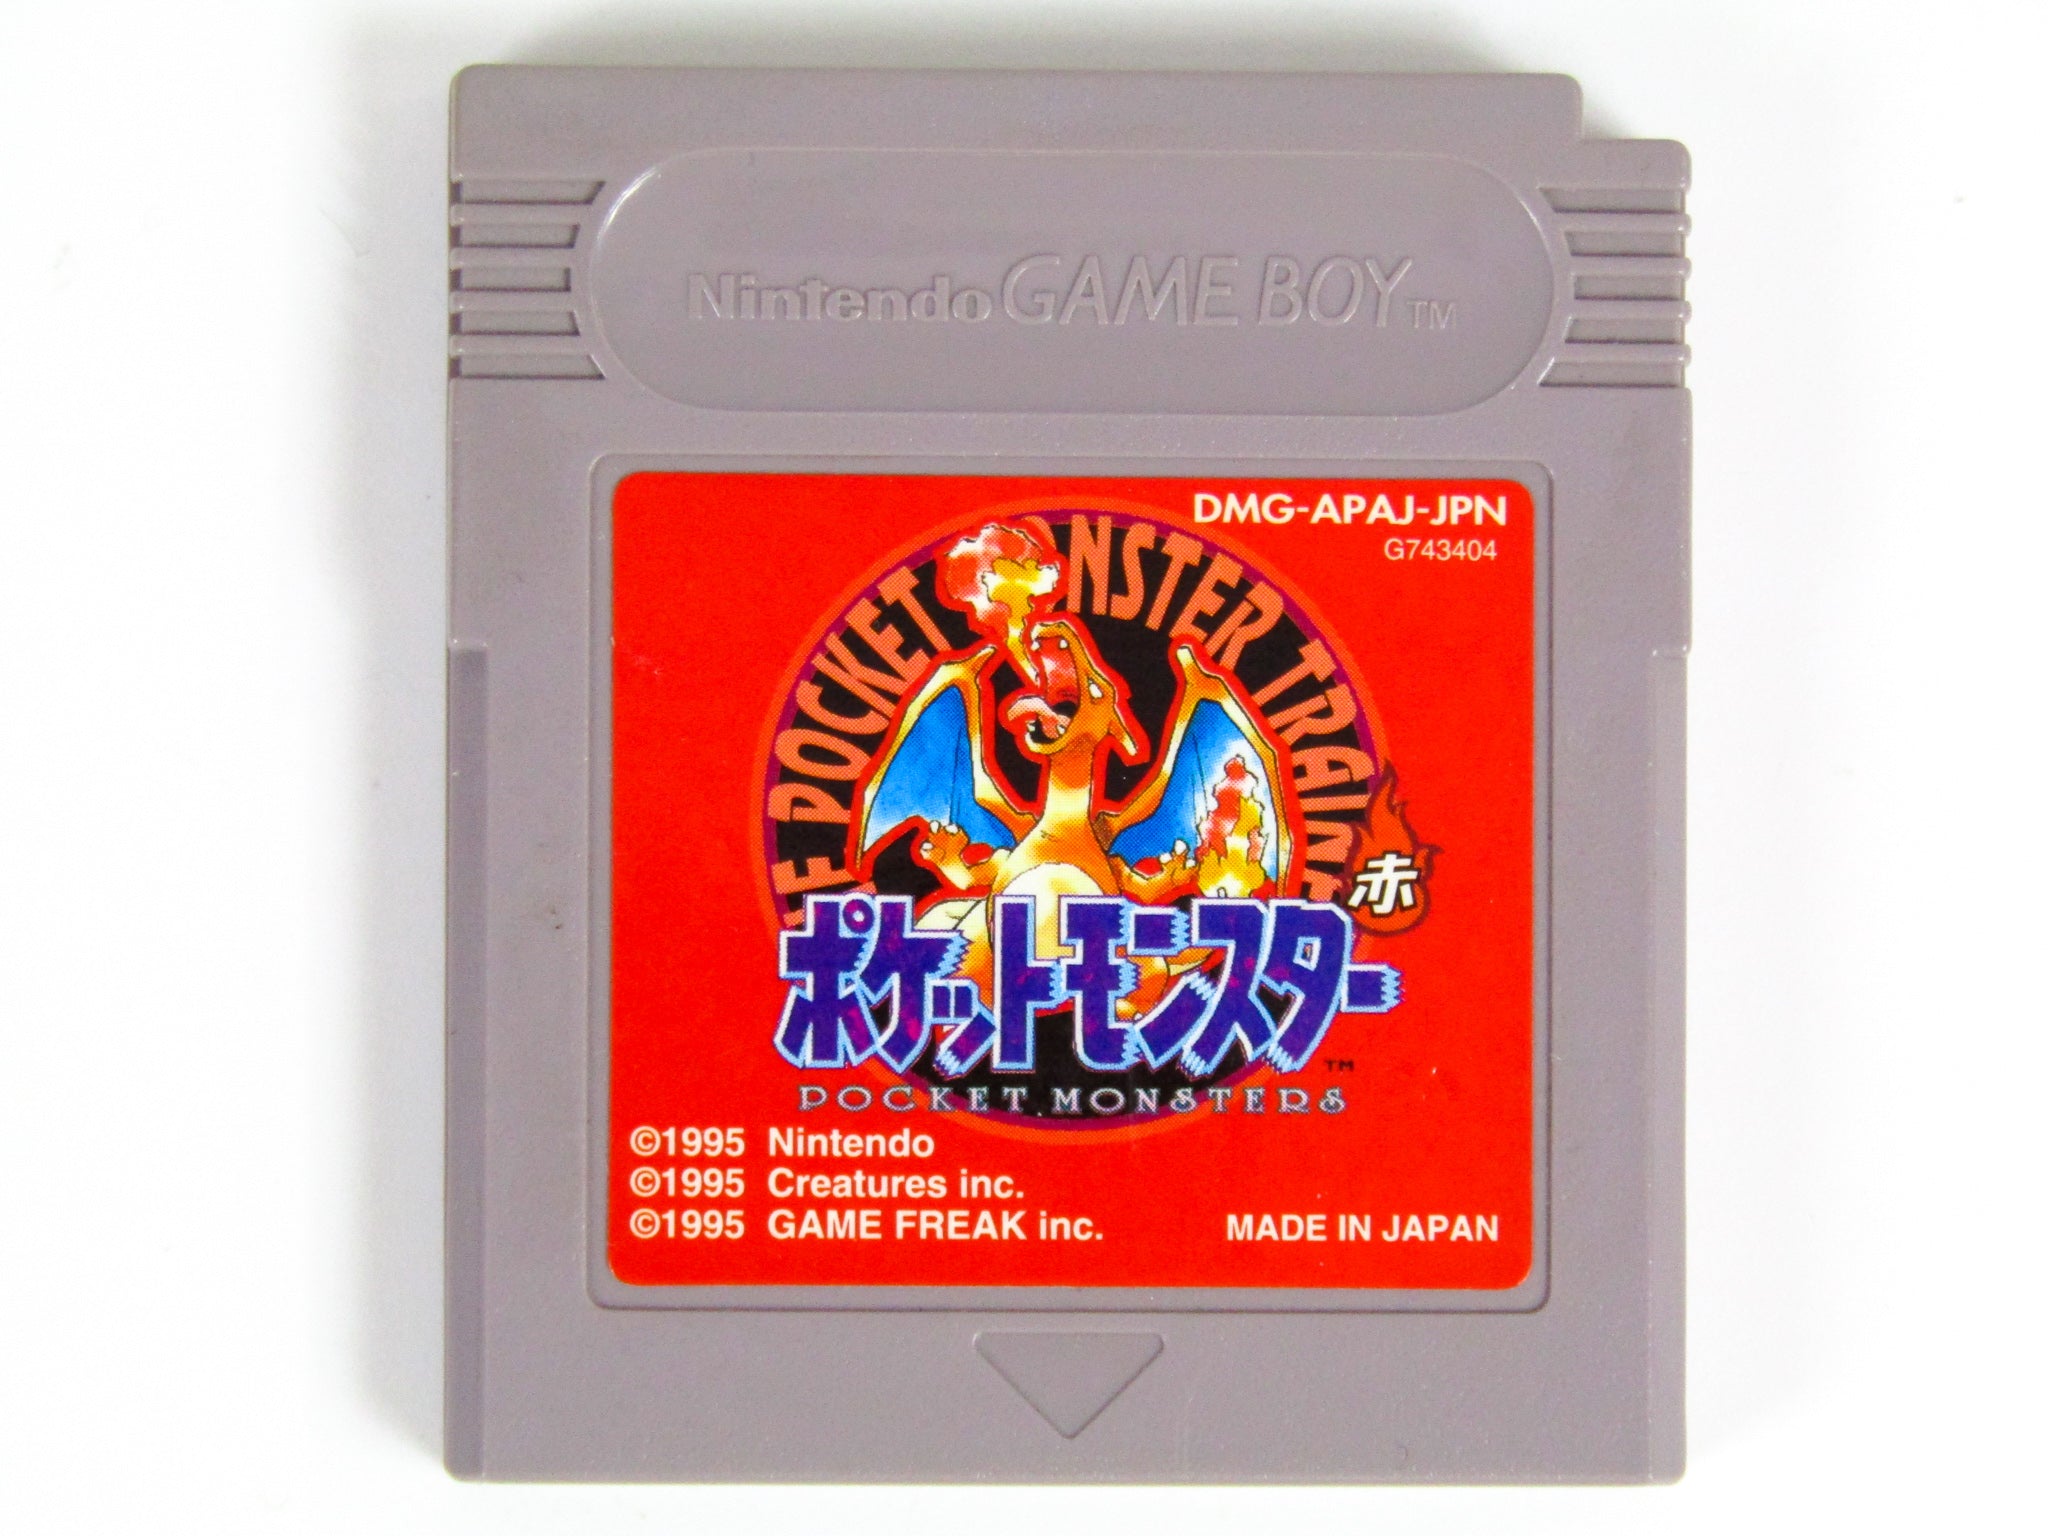 Nintendo GAME BOY TM
DMG-APAJ-JPN
G743404
POCKET MONSTER
赤
ポケットモンスター
TM
POCKET MONSTERS
©1995 Nintendo
©1995 Creatures inc.
©1995 GAME FREAK inc.
MADE IN JAPAN